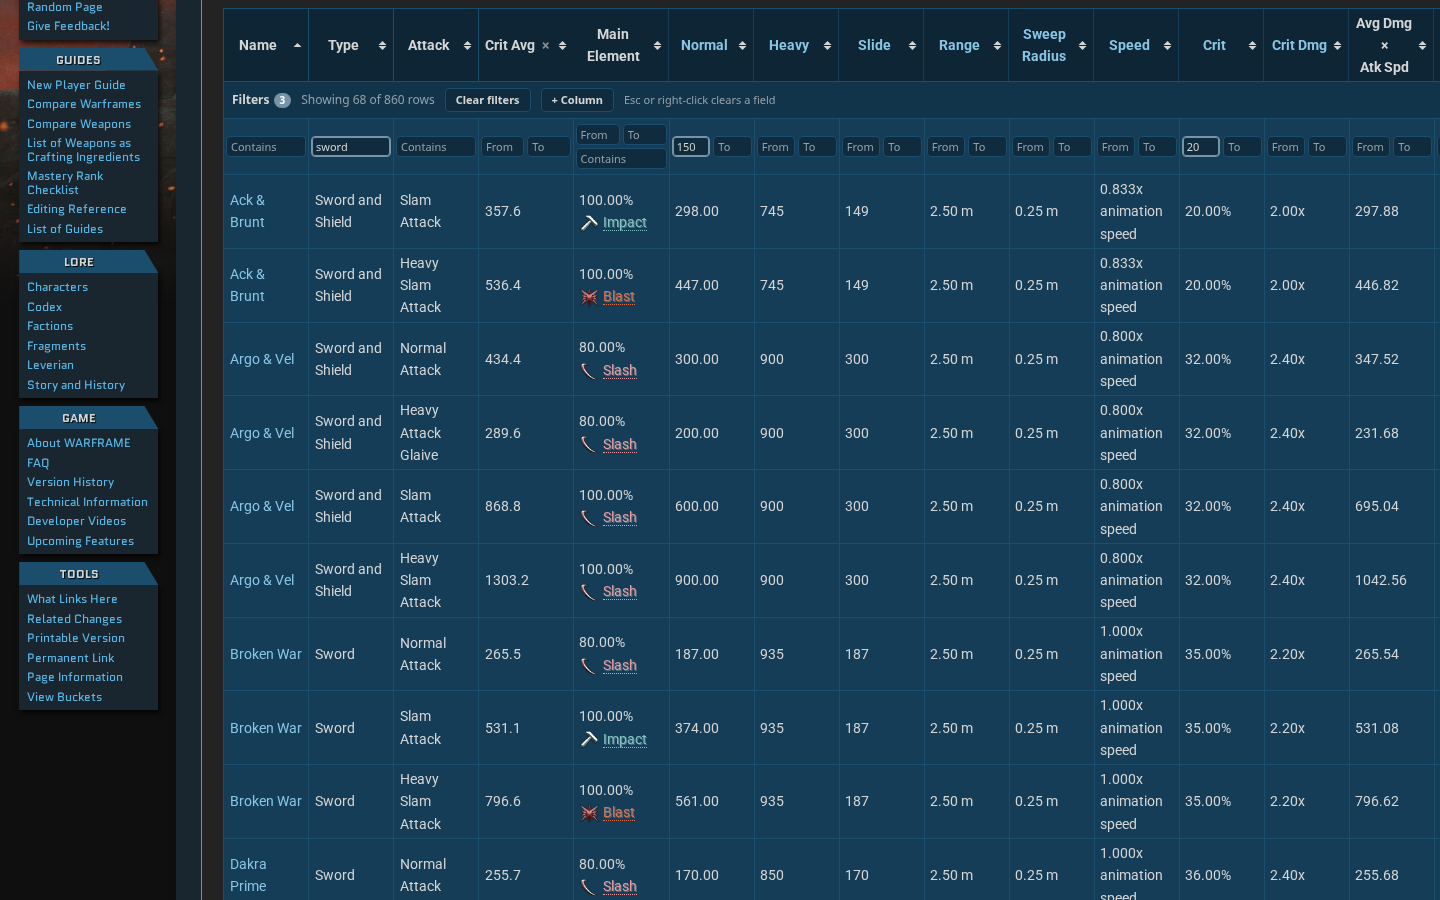 Random Page
Give Feedback!
GUIDES
New Player Guide
Compare Warframes
Compare Weapons
List of Weapons as
Crafting Ingredients
Mastery Rank
Checklist
Editing Reference
List of Guides
LORE
Characters
Codex
Factions
Fragments
Leverian
Story and History
GAME
About WARFRAME
FAQ
Version History
Technical Information
Developer Videos
Upcoming Features
TOOLS
What Links Here
Related Changes
Printable Version
Permanent Link
Page Information
View Buckets
Name Type Attack Crit Avg × Main Element Normal Heavy Slide Range Sweep Radius Speed Crit Crit Dmg Avg Dmg × Atk Spd
Filters 3 Showing 68 of 860 rows Clear filters + Column Esc or right-click clears a field
Contains sword Contains From To From To Contains 150 To From To From To From To From To From To 20 To From To From To
Ack & Brunt Sword and Shield Slam Attack 357.6 100.00% Impact 298.00 745 149 2.50 m 0.25 m 0.833x animation speed 20.00% 2.00x 297.88
Ack & Brunt Sword and Shield Heavy Slam Attack 536.4 100.00% Blast 447.00 745 149 2.50 m 0.25 m 0.833x animation speed 20.00% 2.00x 446.82
Argo & Vel Sword and Shield Normal Attack 434.4 80.00% Slash 300.00 900 300 2.50 m 0.25 m 0.800x animation speed 32.00% 2.40x 347.52
Argo & Vel Sword and Shield Heavy Attack Glaive 289.6 80.00% Slash 200.00 900 300 2.50 m 0.25 m 0.800x animation speed 32.00% 2.40x 231.68
Argo & Vel Sword and Shield Slam Attack 868.8 100.00% Slash 600.00 900 300 2.50 m 0.25 m 0.800x animation speed 32.00% 2.40x 695.04
Argo & Vel Sword and Shield Heavy Slam Attack 1303.2 100.00% Slash 900.00 900 300 2.50 m 0.25 m 0.800x animation speed 32.00% 2.40x 1042.56
Broken War Sword Normal Attack 265.5 80.00% Slash 187.00 935 187 2.50 m 0.25 m 1.000x animation speed 35.00% 2.20x 265.54
Broken War Sword Slam Attack 531.1 100.00% Impact 374.00 935 187 2.50 m 0.25 m 1.000x animation speed 35.00% 2.20x 531.08
Broken War Sword Heavy Slam Attack 796.6 100.00% Blast 561.00 935 187 2.50 m 0.25 m 1.000x animation speed 35.00% 2.20x 796.62
Dakra Prime Sword Normal Attack 255.7 80.00% Slash 170.00 850 170 2.50 m 0.25 m 1.000x animation speed 36.00% 2.40x 255.68